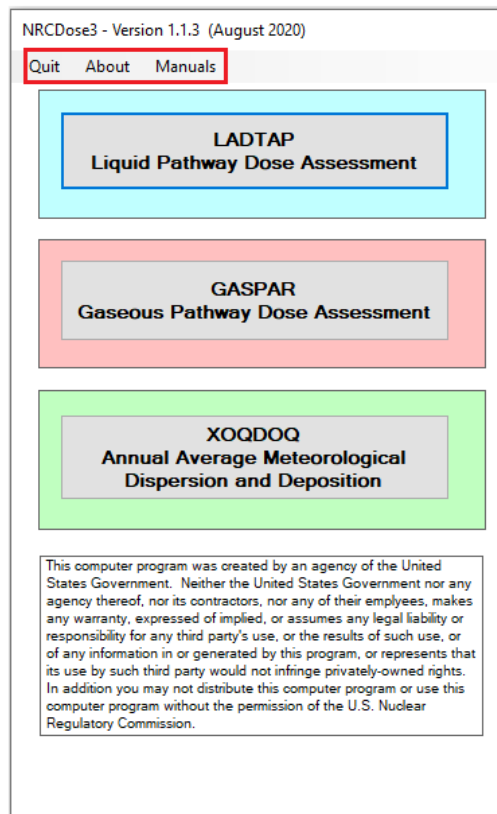 NRCDose3 - Version 1.1.3  (August 2020)
Quit About Manuals
LADTAP
Liquid Pathway Dose Assessment
GASPAR
Gaseous Pathway Dose Assessment
XOQDOQ
Annual Average Meteorological
Dispersion and Deposition
This computer program was created by an agency of the United
States Government.  Neither the United States Government nor any
agency thereof, nor its contractors, nor any of their emplyees, makes
any warranty, expressed of implied, or assumes any legal liability or
responsibility for any third party's use, or the results of such use, or
of any information in or generated by this program, or represents that
its use by such third party would not infringe privately-owned rights.
In addition you may not distribute this computer program or use this
computer program without the permission of the U.S. Nuclear
Regulatory Commission.